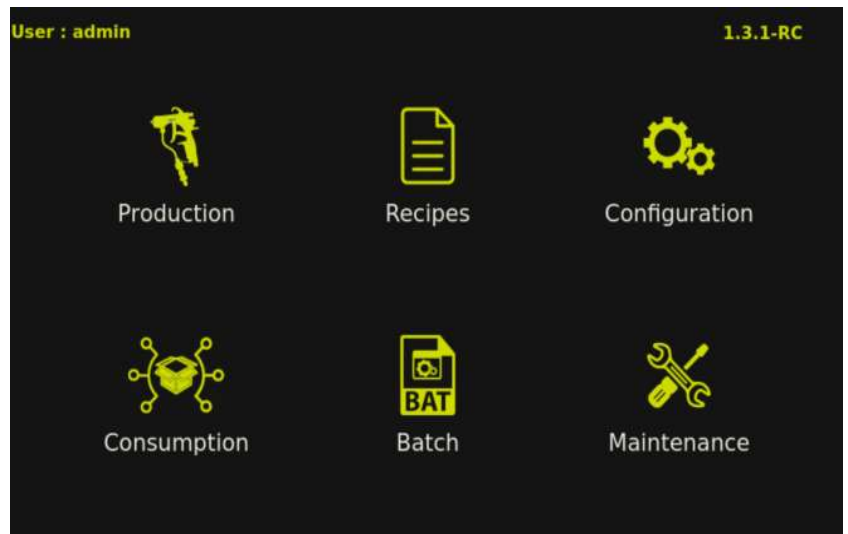 User : admin
1.3.1-RC
Production
Recipes
Configuration
BAT
Consumption
Batch
Maintenance